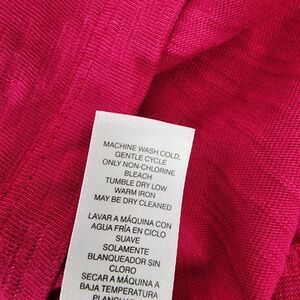 MACHINE WASH COLD,
GENTLE CYCLE
ONLY NON-CHLORINE
BLEACH
TUMBLE DRY LOW
WARM IRON
MAY BE DRY CLEANED
LAVAR A MÁQUINA CON
AGUA FRÍA EN CICLO
SUAVE
SOLAMENTE
BLANQUEADOR SIN
CLORO
SECAR A MÁQUINA A
BAJA TEMPERATURA